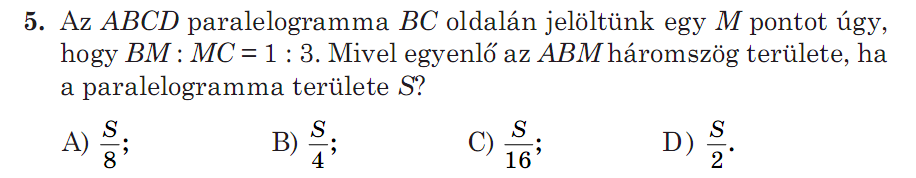 5. Az ABCD paralelogramma BC oldalán jelöltünk egy M pontot úgy,
hogy BM : MC = 1 : 3. Mivel egyenlő az ABM háromszög területe, ha
a paralelogramma területe S?
A) S/8; B) S/4; C) S/16; D) S/2.